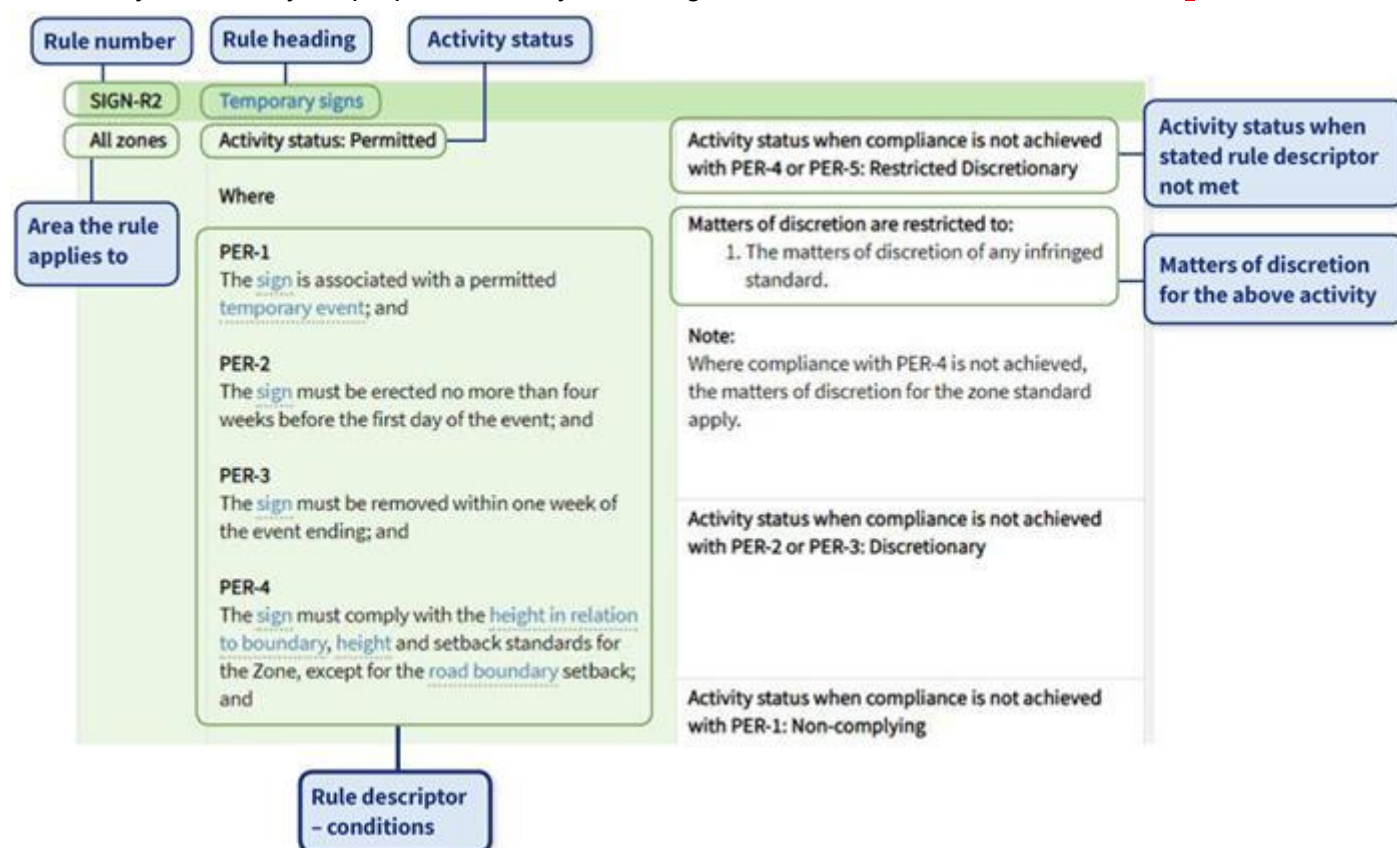 Rule number
Rule heading
Activity status
SIGN-R2
Temporary signs
All zones
Activity status: Permitted
Where
PER-1
The sign is associated with a permitted
temporary event; and
PER-2
The sign must be erected no more than four
weeks before the first day of the event; and
PER-3
The sign must be removed within one week of
the event ending; and
PER-4
The sign must comply with the height in relation
to boundary, height and setback standards for
the Zone, except for the road boundary setback;
and
Activity status when compliance is not achieved
with PER-4 or PER-5: Restricted Discretionary
Matters of discretion are restricted to:
1. The matters of discretion of any infringed
standard.
Note:
Where compliance with PER-4 is not achieved,
the matters of discretion for the zone standard
apply.
Activity status when compliance is not achieved
with PER-2 or PER-3: Discretionary
Activity status when compliance is not achieved
with PER-1: Non-complying
Area the rule
applies to
Activity status when
stated rule descriptor
not met
Matters of discretion
for the above activity
Rule descriptor
– conditions